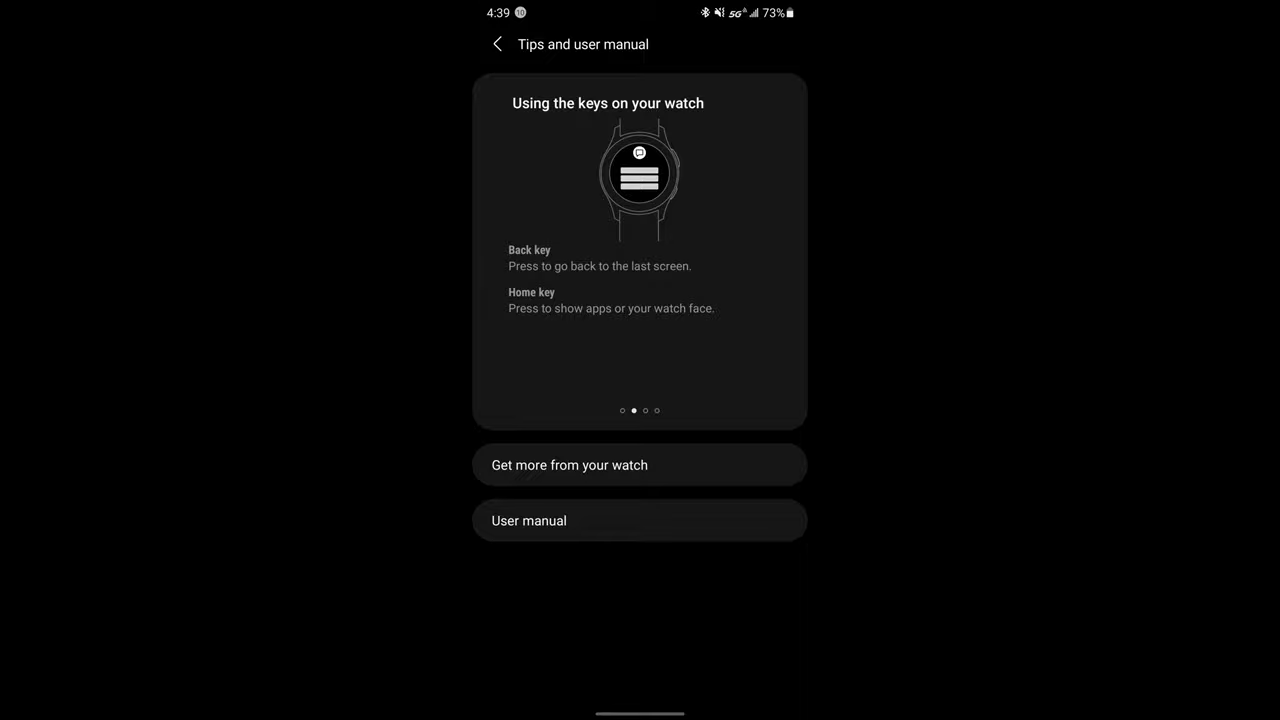 4:39 10 5G 73%
Tips and user manual
Using the keys on your watch
Back key
Press to go back to the last screen.
Home key
Press to show apps or your watch face.
Get more from your watch
User manual